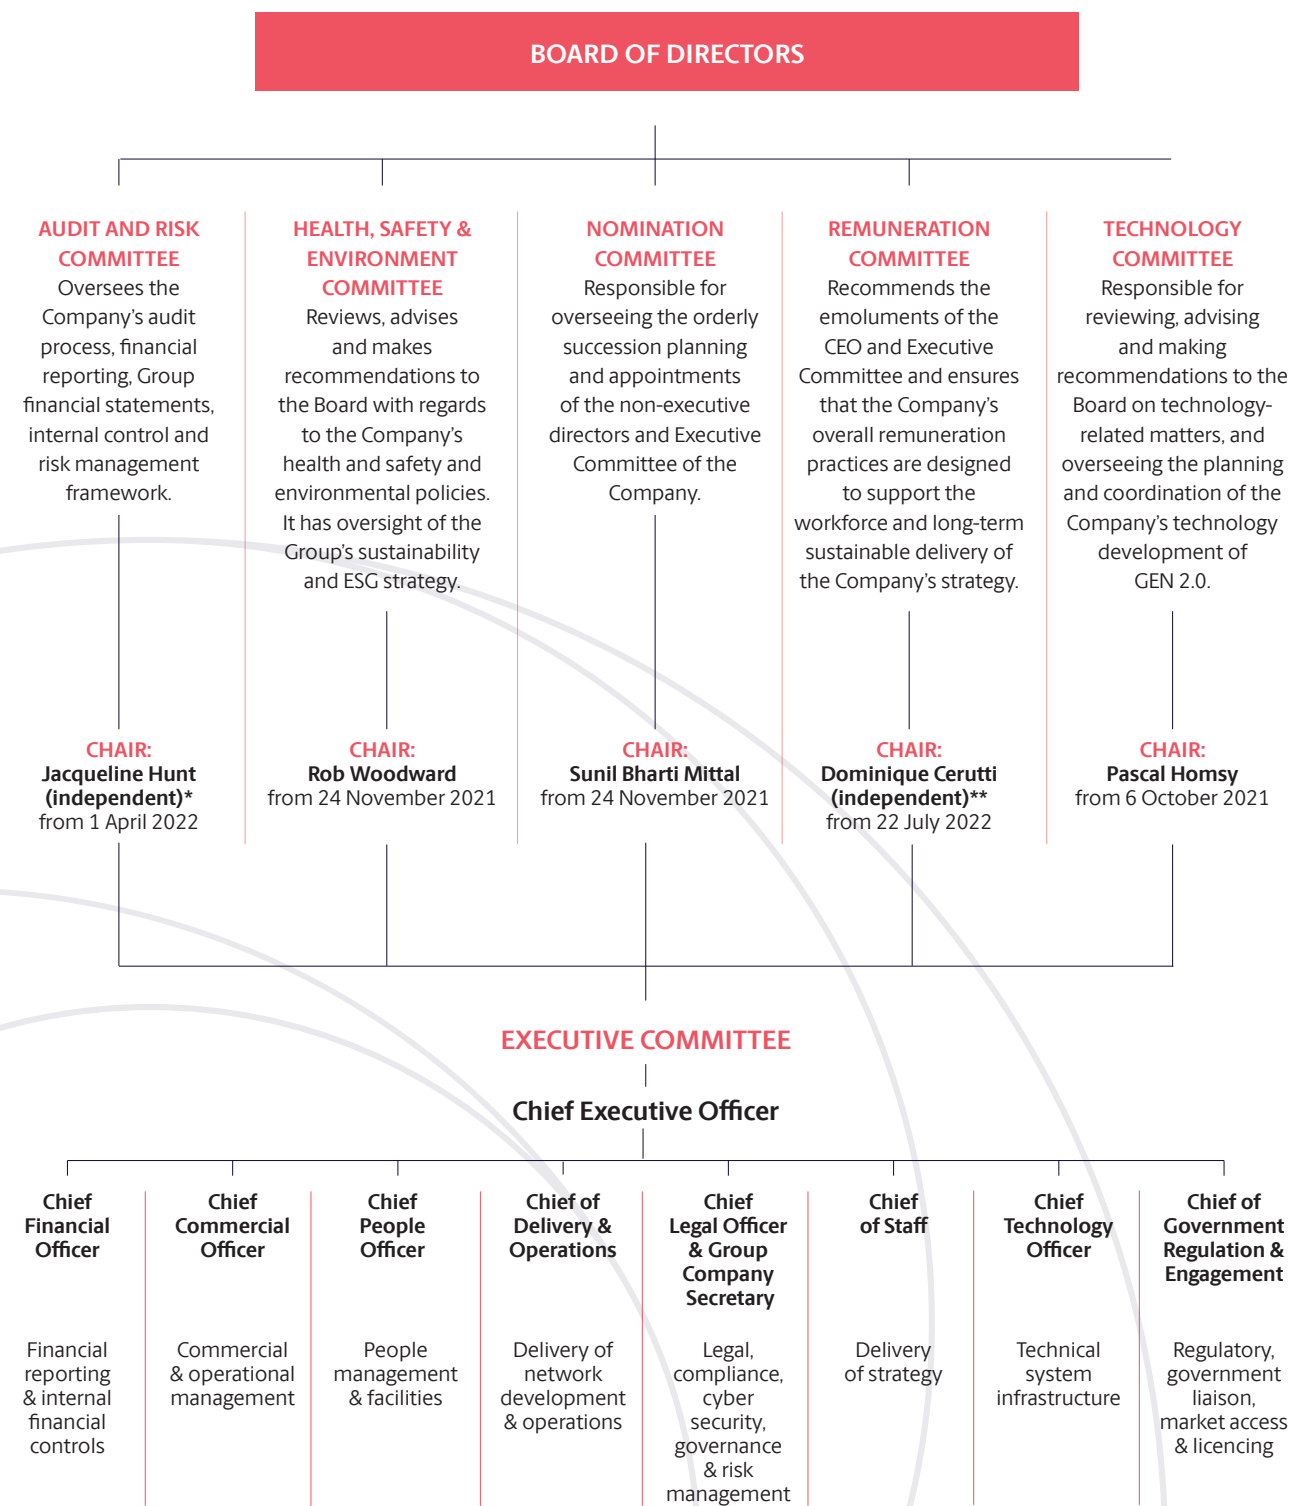 BOARD OF DIRECTORS
AUDIT AND RISK
COMMITTEE
Oversees the
Company’s audit
process, financial
reporting, Group
financial statements,
internal control and
risk management
framework.
CHAIR:
Jacqueline Hunt
(independent)*
from 1 April 2022
HEALTH, SAFETY &
ENVIRONMENT
COMMITTEE
Reviews, advises
and makes
recommendations to
the Board with regards
to the Company’s
health and safety and
environmental policies.
It has oversight of the
Group’s sustainability
and ESG strategy.
CHAIR:
Rob Woodward
from 24 November 2021
NOMINATION
COMMITTEE
Responsible for
overseeing the orderly
succession planning
and appointments
of the non-executive
directors and Executive
Committee of the
Company.
CHAIR:
Sunil Bharti Mittal
from 24 November 2021
REMUNERATION
COMMITTEE
Recommends the
emoluments of the
CEO and Executive
Committee and ensures
that the Company’s
overall remuneration
practices are designed
to support the
workforce and long-term
sustainable delivery of
the Company’s strategy.
CHAIR:
Dominique Cerutti
(independent)**
from 22 July 2022
TECHNOLOGY
COMMITTEE
Responsible for
reviewing, advising
and making
recommendations to the
Board on technology-
related matters, and
overseeing the planning
and coordination of the
Company’s technology
development of
GEN 2.0.
CHAIR:
Pascal Homsy
from 6 October 2021
EXECUTIVE COMMITTEE
Chief Executive Officer
Chief
Financial
Officer
Financial
reporting
& internal
financial
controls
Chief
Commercial
Officer
Commercial
& operational
management
Chief
People
Officer
People
management
& facilities
Chief of
Delivery &
Operations
Delivery of
network
development
& operations
Chief
Legal Officer
& Group
Company
Secretary
Legal,
compliance,
cyber
security,
governance
& risk
management
Chief
of Staff
Delivery
of strategy
Chief
Technology
Officer
Technical
system
infrastructure
Chief of
Government
Regulation &
Engagement
Regulatory,
government
liaison,
market access
& licencing